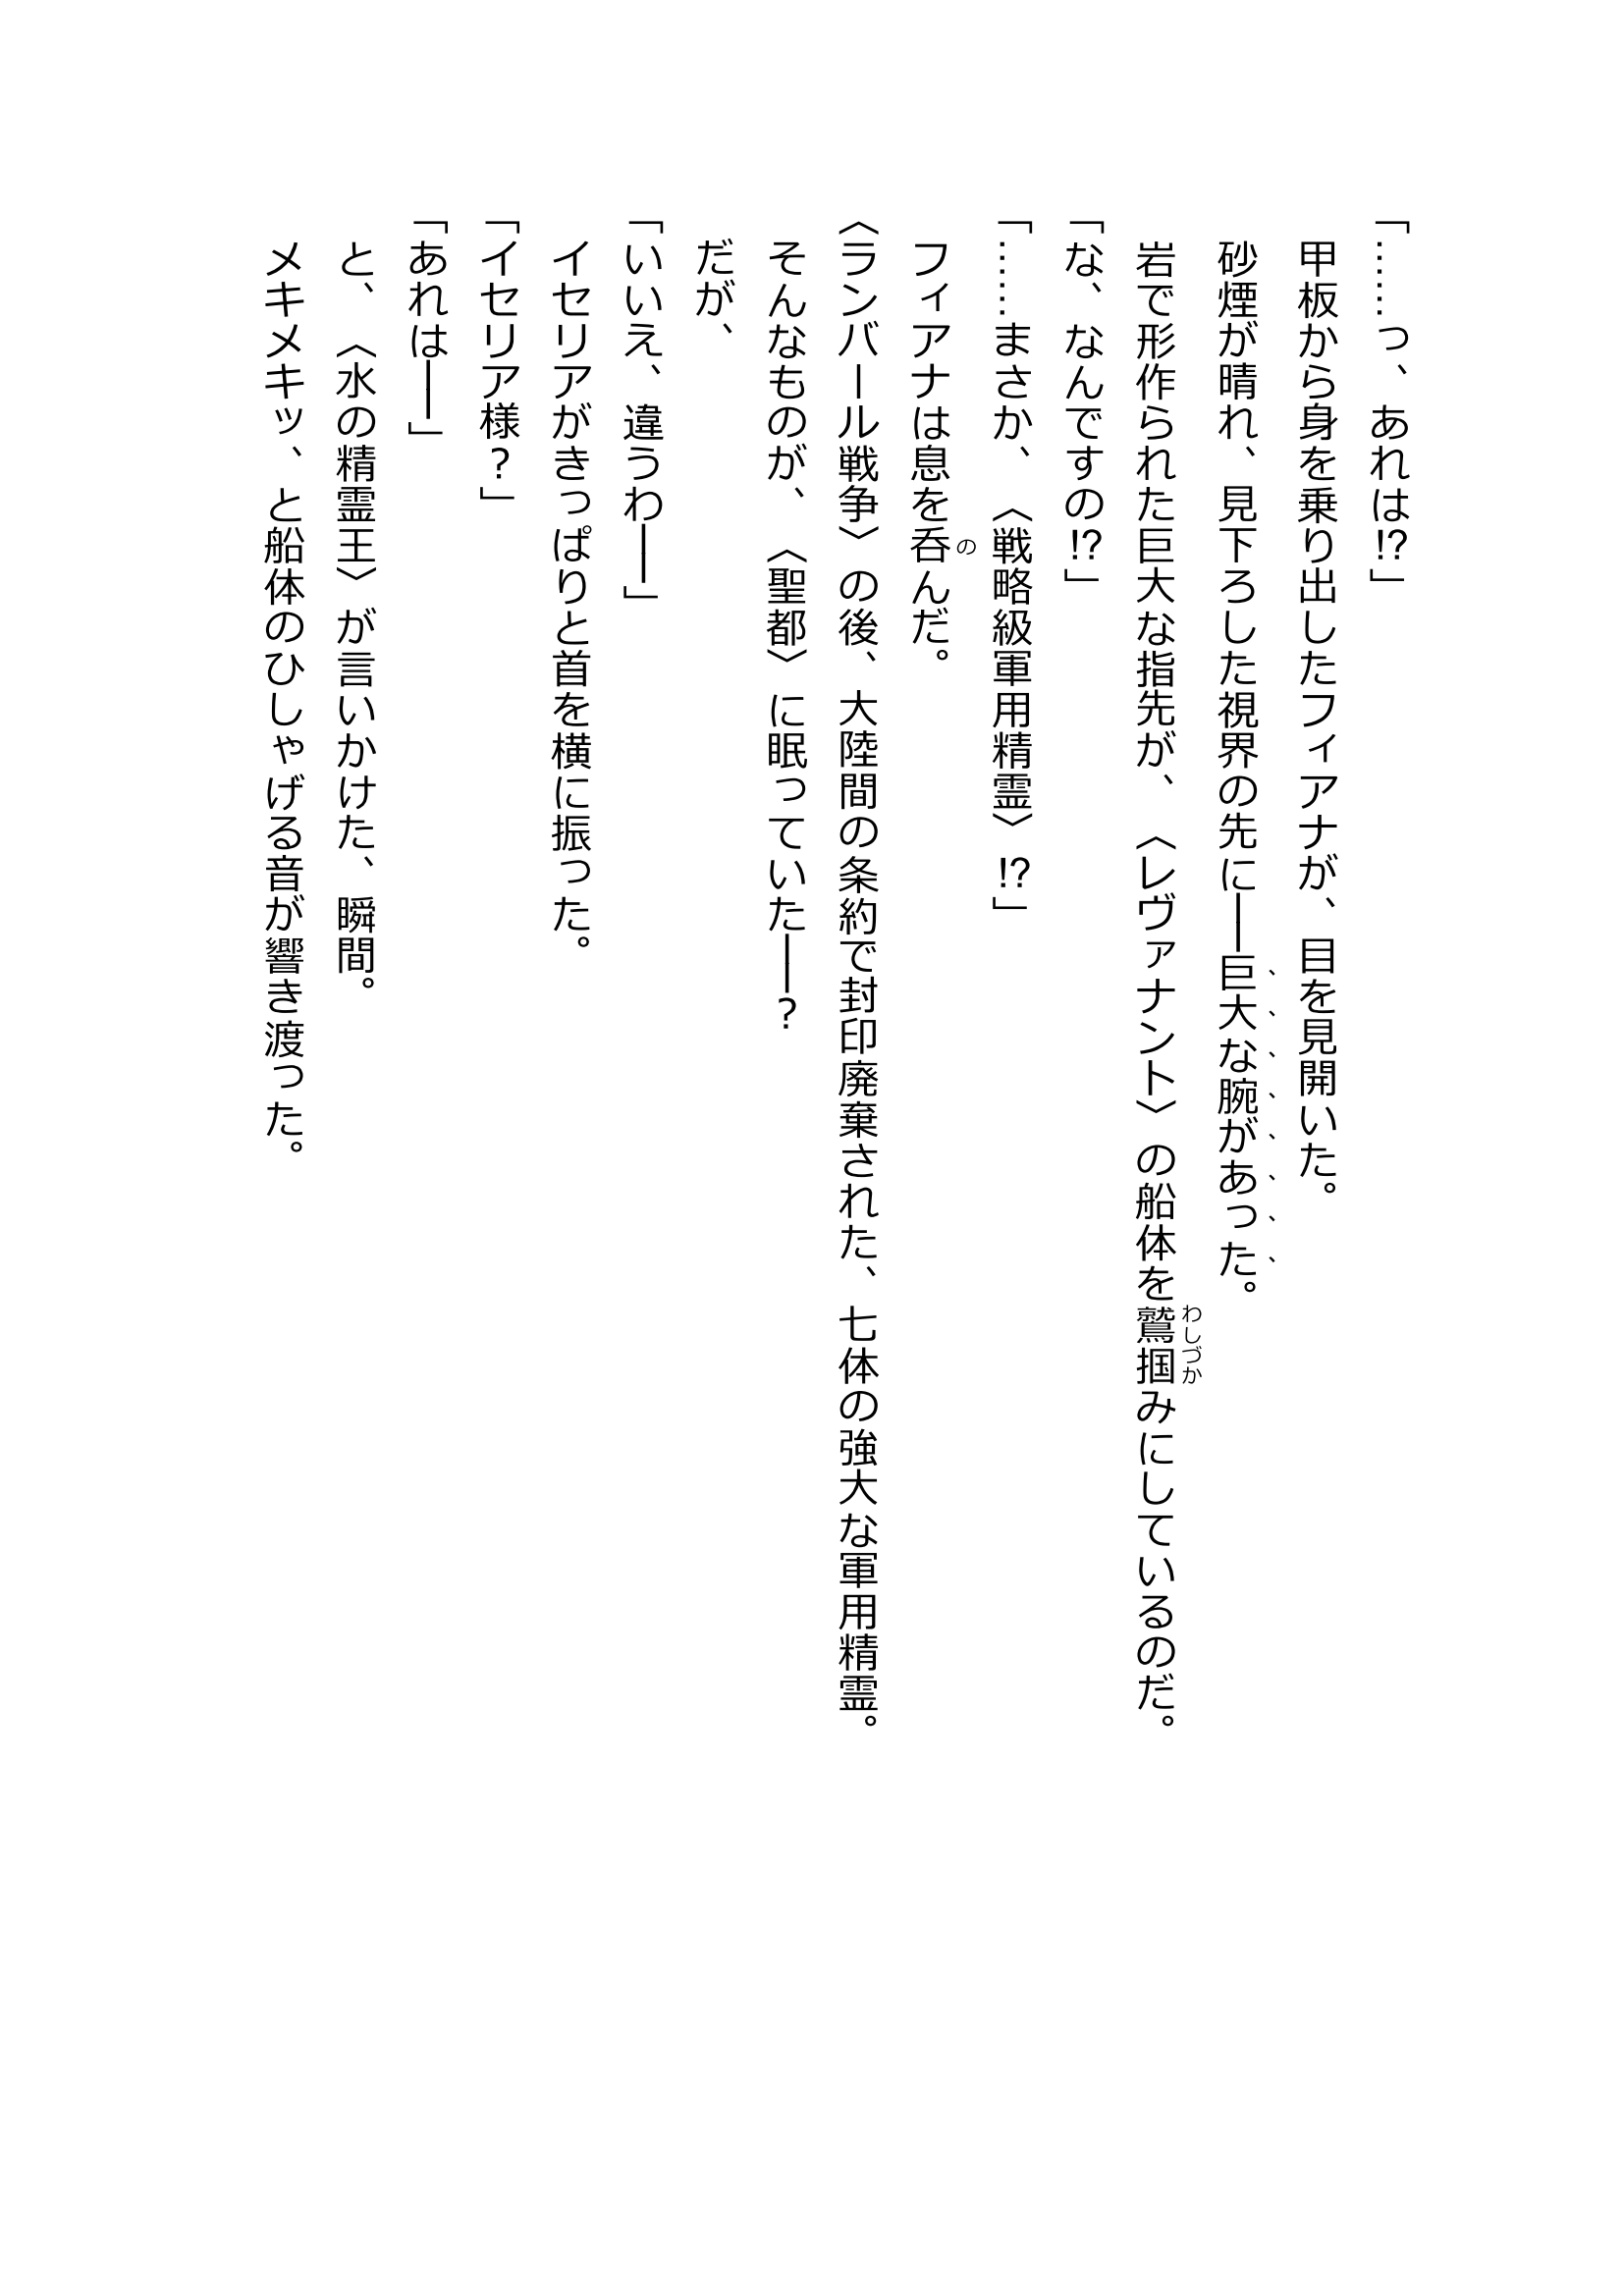 「……っ、あれは⁉」
甲板から身を乗り出したフィアナが、目を見開いた。
砂煙が晴れ、見下ろした視界の先に――巨大な腕があった。
岩で形作られた巨大な指先が、〈レヴァナント〉の船体を鷲掴みにしているのだ。
「な、なんですの⁉」
「……まさか、〈戦略級軍用精霊〉⁉」
フィアナは息を呑んだ。
〈ランバール戦争〉の後、大陸間の条約で封印廃棄された、七体の強大な軍用精霊。
そんなものが、〈聖都〉に眠っていた――?
だが、
「いいえ、違うわ――」
イセリアがきっぱりと首を横に振った。
「イセリア様?」
「あれは――」
と、〈水の精霊王〉が言いかけた、瞬間。
メキメキッ、と船体のひしゃげる音が響き渡った。